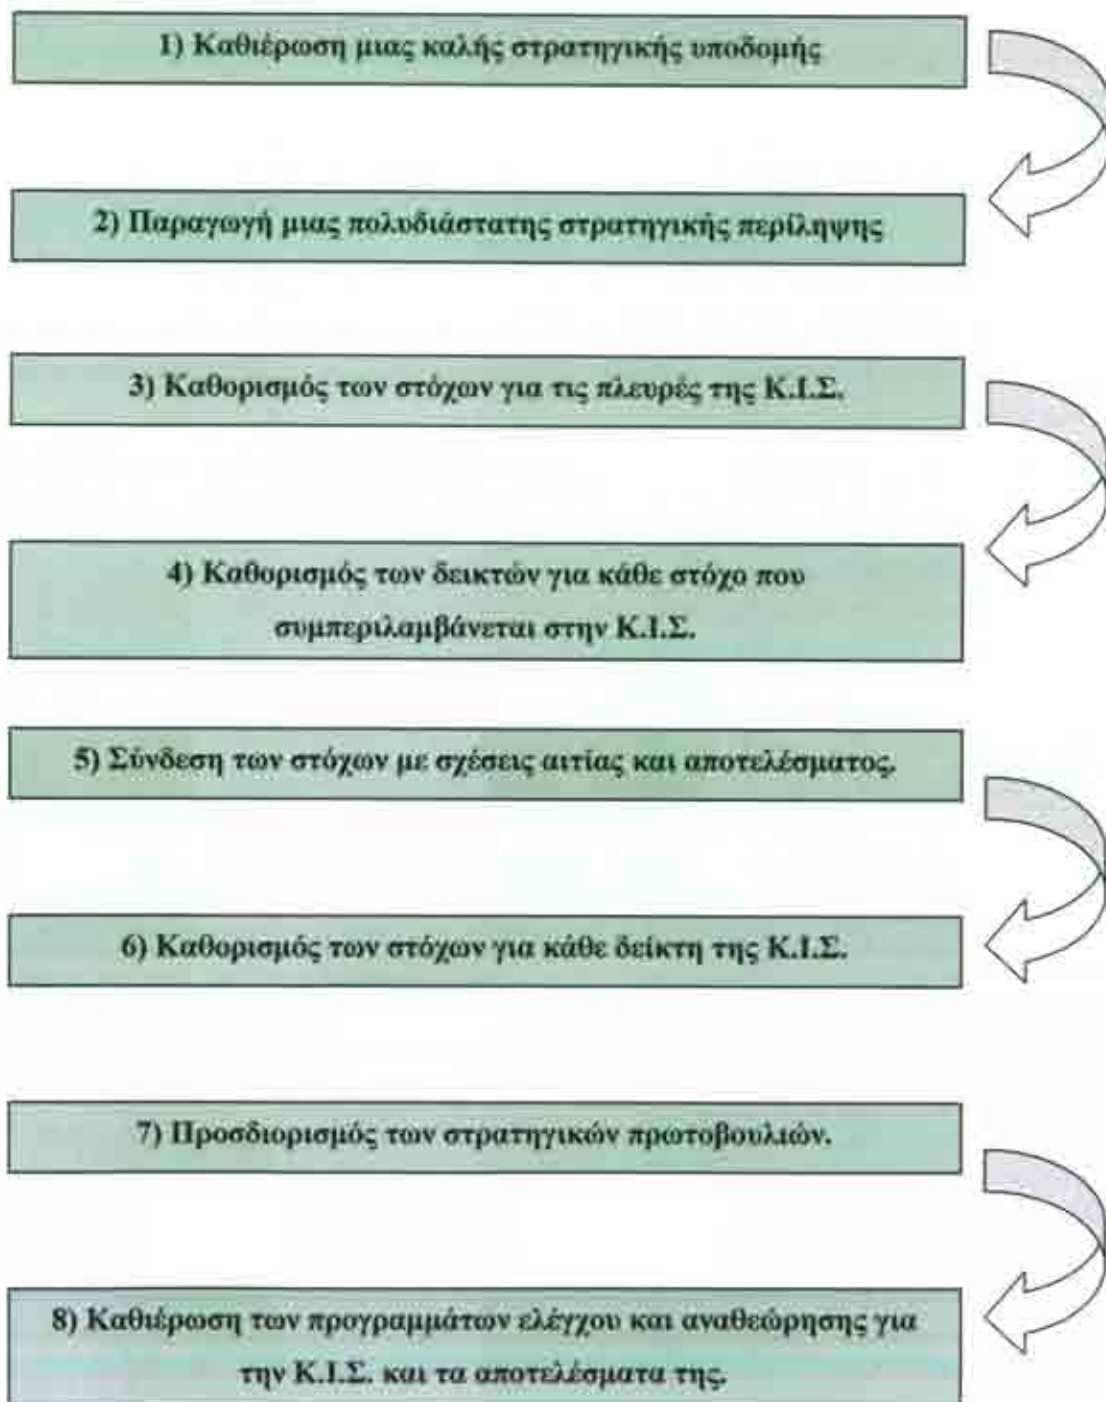 1) Καθιέρωση μιας καλής στρατηγικής υποδομής
2) Παραγωγή μιας πολυδιάστατης στρατηγικής περίληψης
3) Καθορισμός των στόχων για τις πλευρές της Κ.Ι.Σ.
4) Καθορισμός των δεικτών για κάθε στόχο που
συμπεριλαμβάνεται στην Κ.Ι.Σ.
5) Σύνδεση των στόχων με σχέσεις αιτίας και αποτελέσματος.
6) Καθορισμός των στόχων για κάθε δείκτη της Κ.Ι.Σ.
7) Προσδιορισμός των στρατηγικών πρωτοβουλιών.
8) Καθιέρωση των προγραμμάτων ελέγχου και αναθεώρησης για
την Κ.Ι.Σ. και τα αποτελέσματα της.